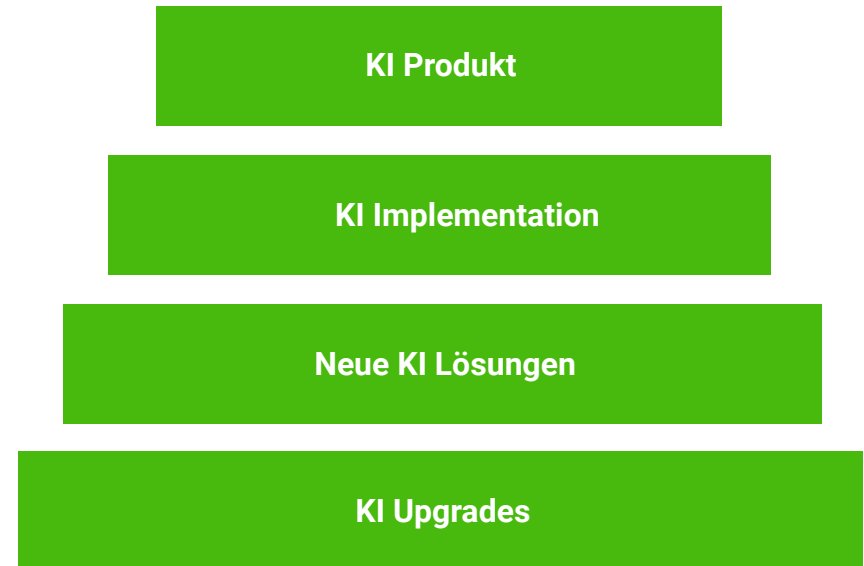 KI Produkt
KI Implementation
Neue KI Lösungen
KI Upgrades